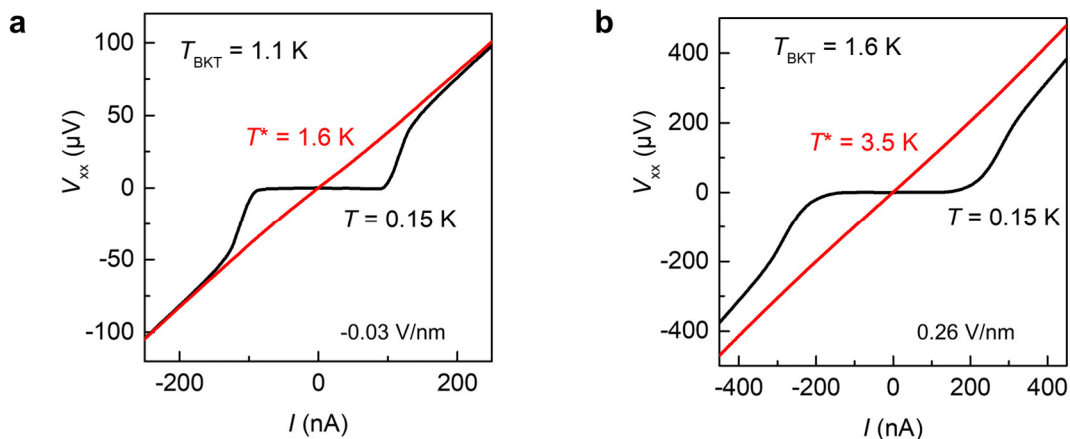 a
T_BKT = 1.1 K
T* = 1.6 K
T = 0.15 K
-0.03 V/nm
V_xx (µV)
100
50
0
-50
-100
-200
0
200
I (nA)
b
T_BKT = 1.6 K
T* = 3.5 K
T = 0.15 K
0.26 V/nm
V_xx (µV)
400
200
0
-200
-400
-400
-200
0
200
400
I (nA)